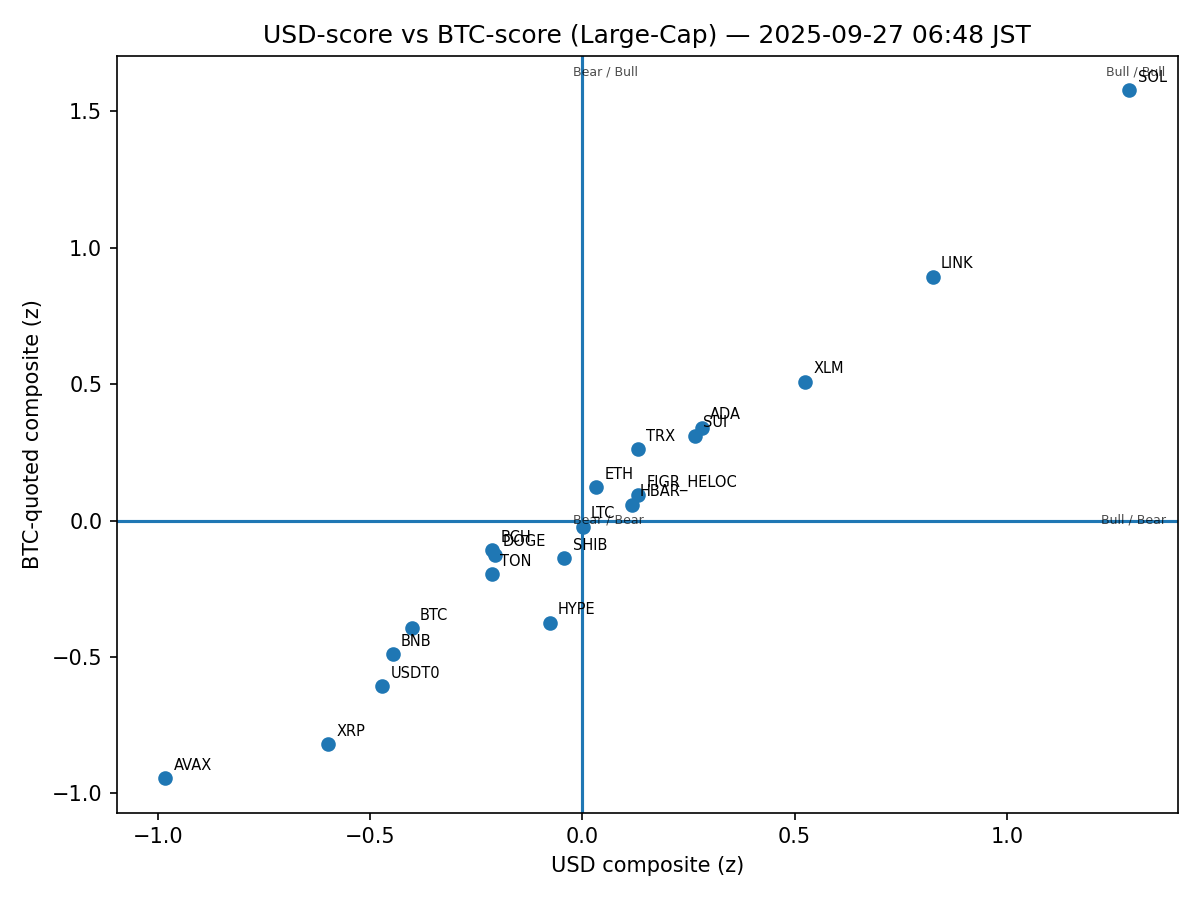 USD-score vs BTC-score (Large-Cap) — 2025-09-27 06:48 JST
Bear / Bull
Bull / Bull
SOL
1.5
LINK
1.0
XLM
0.5
ADA
SUI
TRX
ETH
FIGR_HELOC
HBAR
LTC
0.0
Bear / Bear
Bull / Bear
BCH
DOGE
SHIB
TON
HYPE
BTC
BNB
−0.5
USDT0
XRP
AVAX
−1.0
BTC-quoted composite (z)
−1.0
−0.5
0.0
0.5
1.0
USD composite (z)